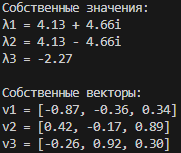 Собственные значения:
λ1 = 4.13 + 4.66i
λ2 = 4.13 - 4.66i
λ3 = -2.27
Собственные векторы:
v1 = [-0.87, -0.36, 0.34]
v2 = [0.42, -0.17, 0.89]
v3 = [-0.26, 0.92, 0.30]